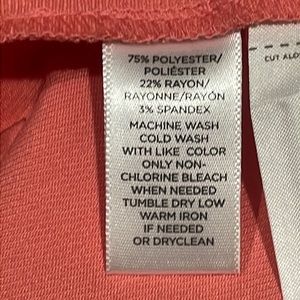 75% POLYESTER/
POLIÉSTER
22% RAYON/
RAYONNE/RAYÓN
3% SPANDEX
MACHINE WASH
COLD WASH
WITH LIKE COLOR
ONLY NON-
CHLORINE BLEACH
WHEN NEEDED
TUMBLE DRY LOW
WARM IRON
IF NEEDED
OR DRYCLEAN
CUT